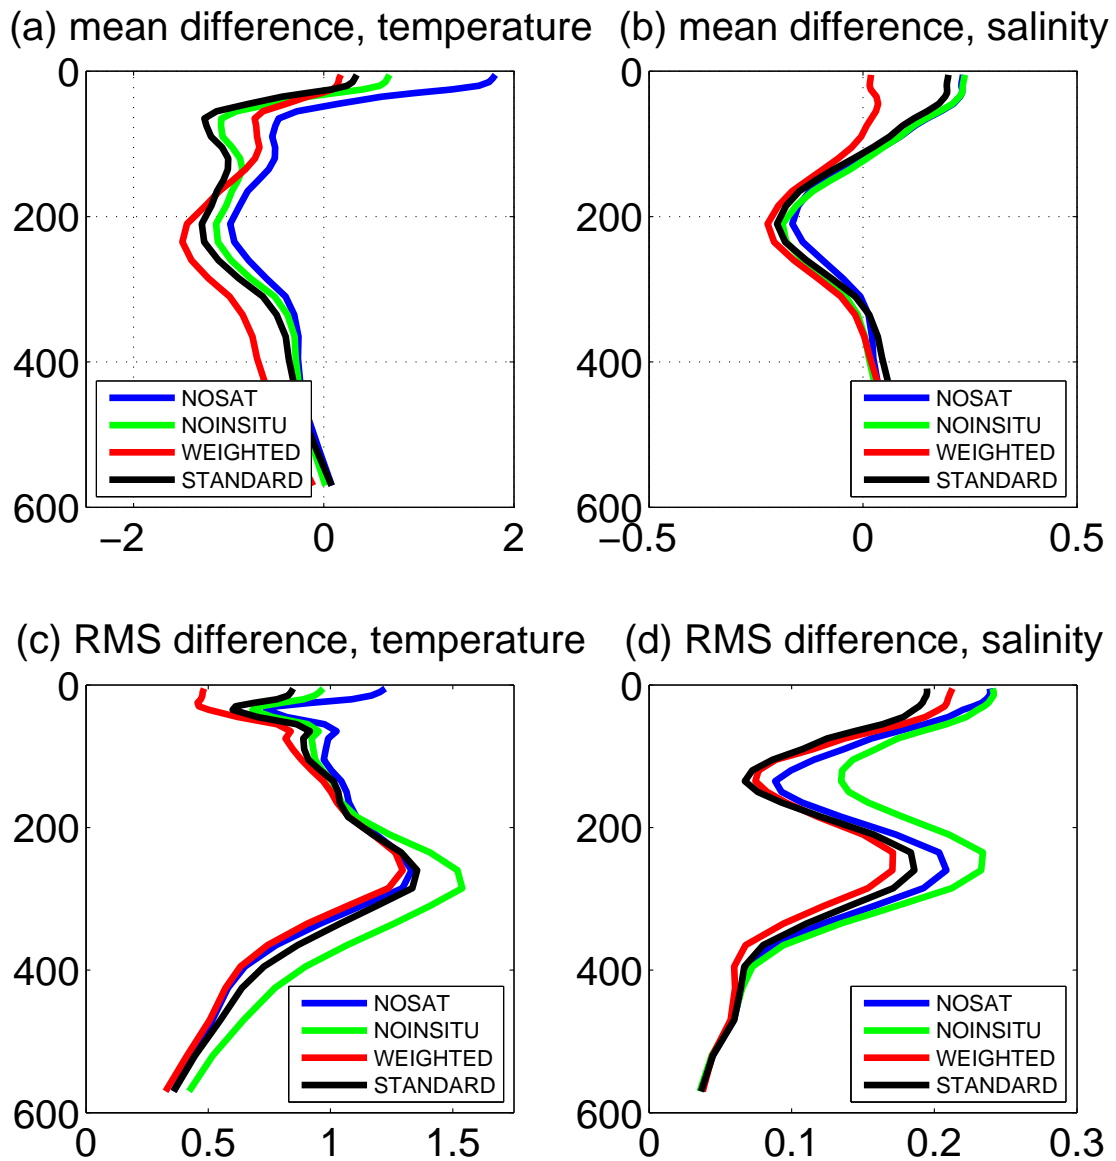 (a) mean difference, temperature
0
200
400
600
−2
0
2
NOSAT
NOINSITU
WEIGHTED
STANDARD
(b) mean difference, salinity
0
200
400
600
−0.5
0
0.5
NOSAT
NOINSITU
WEIGHTED
STANDARD
(c) RMS difference, temperature
0
200
400
600
0
0.5
1
1.5
NOSAT
NOINSITU
WEIGHTED
STANDARD
(d) RMS difference, salinity
0
200
400
600
0
0.1
0.2
0.3
NOSAT
NOINSITU
WEIGHTED
STANDARD